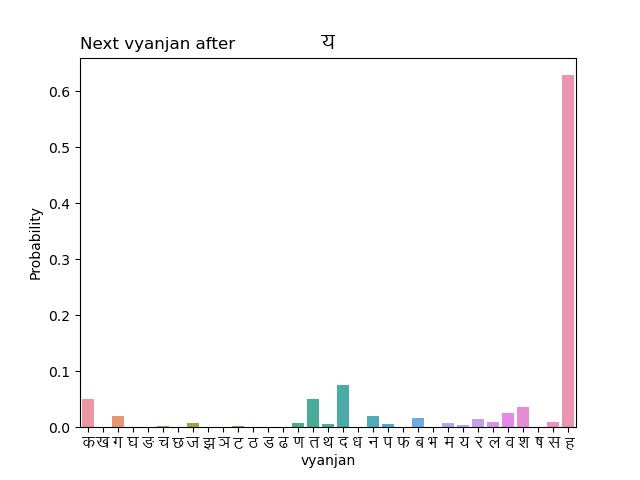 Next vyanjan after य
0.6
0.5
0.4
0.3
0.2
0.1
0.0
Probability
क ख ग घ ङ च छ ज झ ञ ट ठ ड ढ ण त थ द ध न प फ ब भ म य र ल व श ष स ह
vyanjan